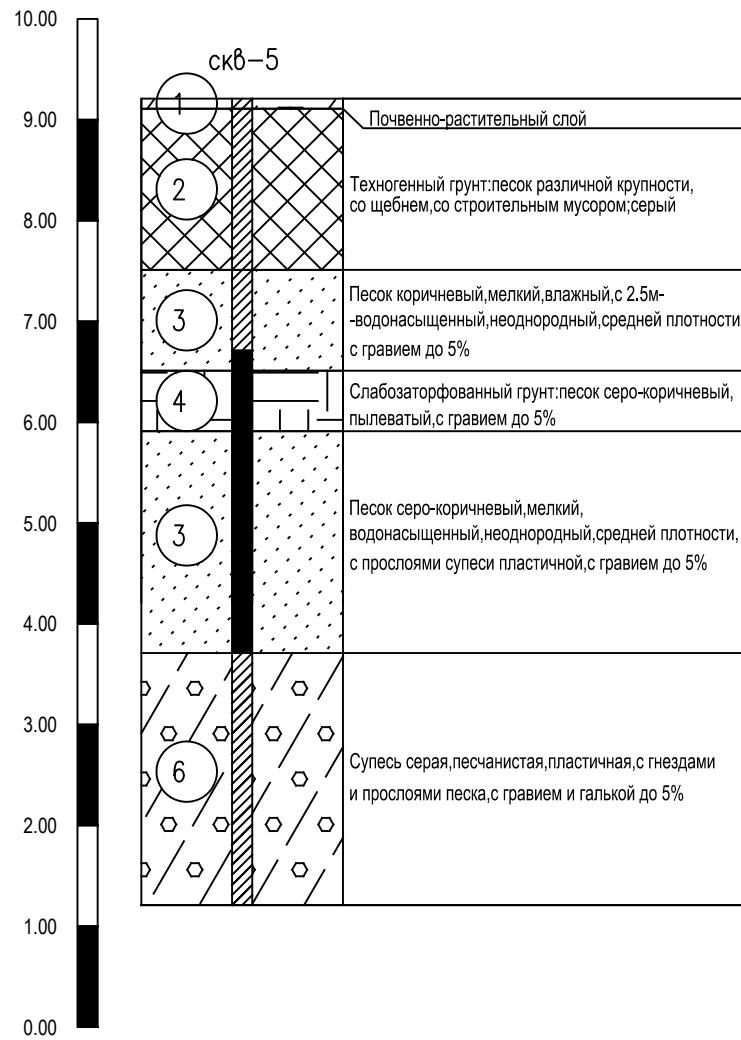 10.00
скв-5
9.00
1
Почвенно-растительный слой
2
Техногенный грунт:песок различной крупности,
со щебнем,со строительным мусором;серый
8.00
3
Песок коричневый,мелкий,влажный,с 2.5м-
-водонасыщенный,неоднородный,средней плотности
с гравием до 5%
7.00
4
Слабозаторфованный грунт:песок серо-коричневый,
пылеватый,с гравием до 5%
6.00
3
Песок серо-коричневый,мелкий,
водонасыщенный,неоднородный,средней плотности,
с прослоями супеси пластичной,с гравием до 5%
5.00
4.00
3.00
6
Супесь серая,песчанистая,пластичная,с гнездами
и прослоями песка,с гравием и галькой до 5%
2.00
1.00
0.00